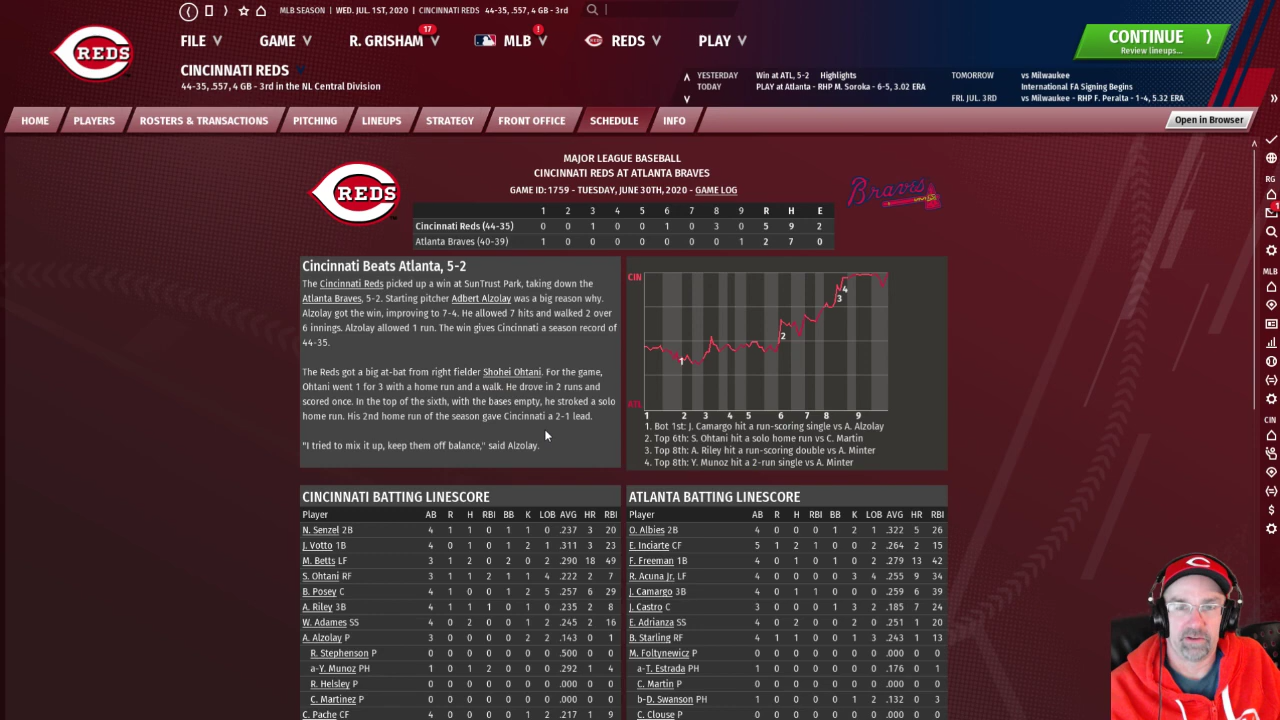 MLB SEASON | WED. JUL. 1ST, 2020 | CINCINNATI REDS 44-35, .557, 4 GB - 3rd
REDS
FILE GAME R. GRISHAM 17 MLB ! REDS PLAY
CONTINUE
Review lineups...
CINCINNATI REDS
44-35, .557, 4 GB - 3rd in the NL Central Division
YESTERDAY Win at ATL, 5-2 Highlights
TODAY PLAY at Atlanta - RHP M. Soroka - 6-5, 3.02 ERA
TOMORROW vs Milwaukee
International FA Signing Begins
FRI. JUL. 3RD vs Milwaukee - RHP F. Peralta - 1-4, 5.32 ERA
HOME PLAYERS ROSTERS & TRANSACTIONS PITCHING LINEUPS STRATEGY FRONT OFFICE SCHEDULE INFO Open in Browser
REDS
MAJOR LEAGUE BASEBALL
CINCINNATI REDS AT ATLANTA BRAVES
GAME ID: 1759 - TUESDAY, JUNE 30TH, 2020 - GAME LOG
Braves
1 2 3 4 5 6 7 8 9 R H E
Cincinnati Reds (44-35) 0 0 1 0 0 1 0 3 0 5 9 2
Atlanta Braves (40-39) 1 0 0 0 0 0 0 0 1 2 7 0
Cincinnati Beats Atlanta, 5-2
The Cincinnati Reds picked up a win at SunTrust Park, taking down the
Atlanta Braves, 5-2. Starting pitcher Adbert Alzolay was a big reason why.
Alzolay got the win, improving to 7-4. He allowed 7 hits and walked 2 over
6 innings. Alzolay allowed 1 run. The win gives Cincinnati a season record of
44-35.
The Reds got a big at-bat from right fielder Shohei Ohtani. For the game,
Ohtani went 1 for 3 with a home run and a walk. He drove in 2 runs and
scored once. In the top of the sixth, with the bases empty, he stroked a solo
home run. His 2nd home run of the season gave Cincinnati a 2-1 lead.
"I tried to mix it up, keep them off balance," said Alzolay.
CIN
ATL
1 2 3 4
1 2 3 4 5 6 7 8 9
1. Bot 1st: J. Camargo hit a run-scoring single vs A. Alzolay
2. Top 6th: S. Ohtani hit a solo home run vs C. Martin
3. Top 8th: A. Riley hit a run-scoring double vs A. Minter
4. Top 8th: Y. Munoz hit a 2-run single vs A. Minter
CINCINNATI BATTING LINESCORE
Player AB R H RBI BB K LOB AVG HR RBI
N. Senzel 2B 4 1 1 0 1 1 0 .237 3 20
J. Votto 1B 4 0 1 0 1 2 1 .311 3 23
M. Betts LF 3 1 2 0 2 0 2 .290 18 49
S. Ohtani RF 3 1 1 2 1 1 4 .222 2 7
B. Posey C 4 1 0 0 1 2 5 .257 6 29
A. Riley 3B 4 1 1 1 0 1 0 .235 2 8
W. Adames SS 4 0 2 0 0 1 2 .245 2 16
A. Alzolay P 3 0 0 0 0 2 2 .143 0 1
R. Stephenson P 0 0 0 0 0 0 0 .500 0 0
a-Y. Munoz PH 1 0 1 2 0 0 0 .292 1 4
R. Helsley P 0 0 0 0 0 0 0 .000 0 0
C. Martinez P 0 0 0 0 0 0 0 .000 0 0
C. Pache CF 4 0 0 0 0 1 2 .217 1 9
ATLANTA BATTING LINESCORE
Player AB R H RBI BB K LOB AVG HR RBI
O. Albies 2B 4 0 0 0 1 2 1 .322 5 26
E. Inciarte CF 5 1 2 1 0 0 2 .264 2 15
F. Freeman 1B 4 0 1 0 1 0 2 .279 13 42
R. Acuna Jr. LF 4 0 0 0 0 3 4 .255 9 34
J. Camargo 3B 4 0 1 1 0 0 0 .259 6 39
J. Castro C 3 0 0 0 1 3 2 .185 7 24
E. Adrianza SS 4 0 2 0 0 2 0 .251 1 20
B. Starling RF 4 1 1 0 0 1 3 .243 1 13
M. Foltynewicz P 0 0 0 0 0 0 0 .000 0 0
a-T. Estrada PH 1 0 0 0 0 0 0 .176 0 1
C. Martin P 0 0 0 0 0 0 0 .000 0 0
b-D. Swanson PH 1 0 0 0 0 1 2 .132 0 3
C. Clouse P 0 0 0 0 0 0 0 .000 0 0
RG
1
MLB
CIN